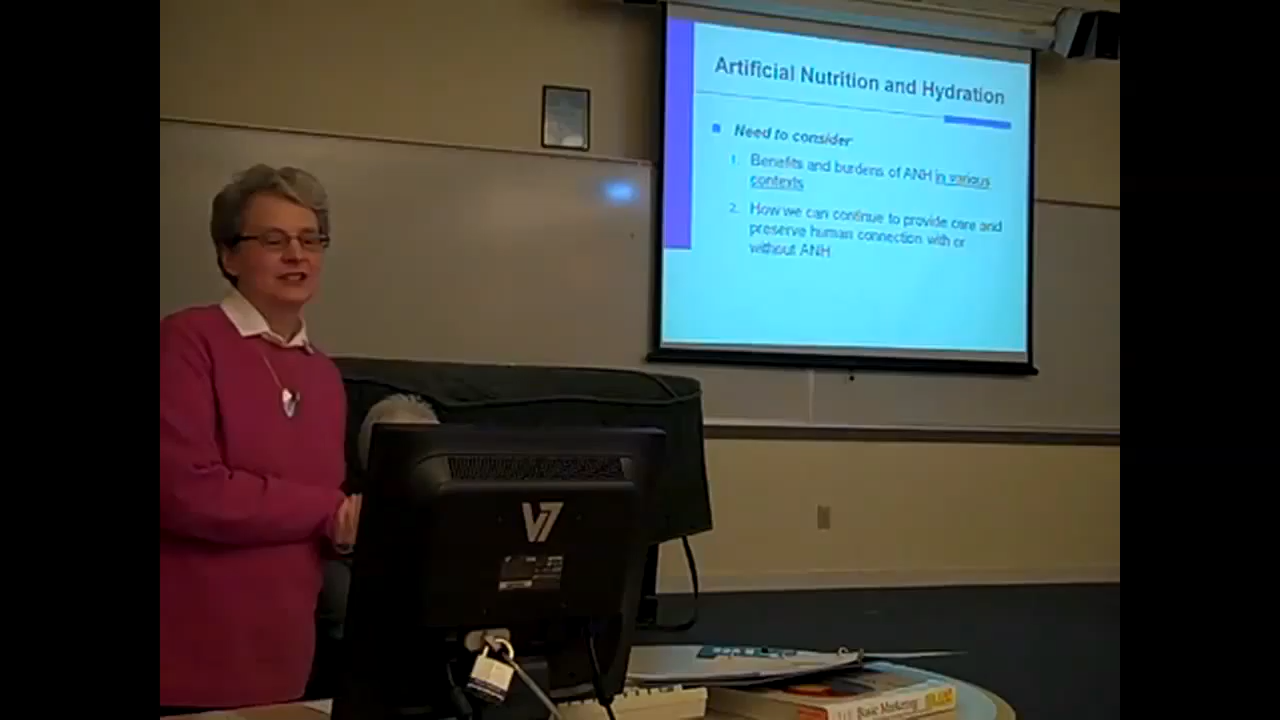 Artificial Nutrition and Hydration
Need to consider:
1. Benefits and burdens of ANH in various
contexts
2. How we can continue to provide care and
preserve human connection with or
without ANH
V7
Basic Marketing